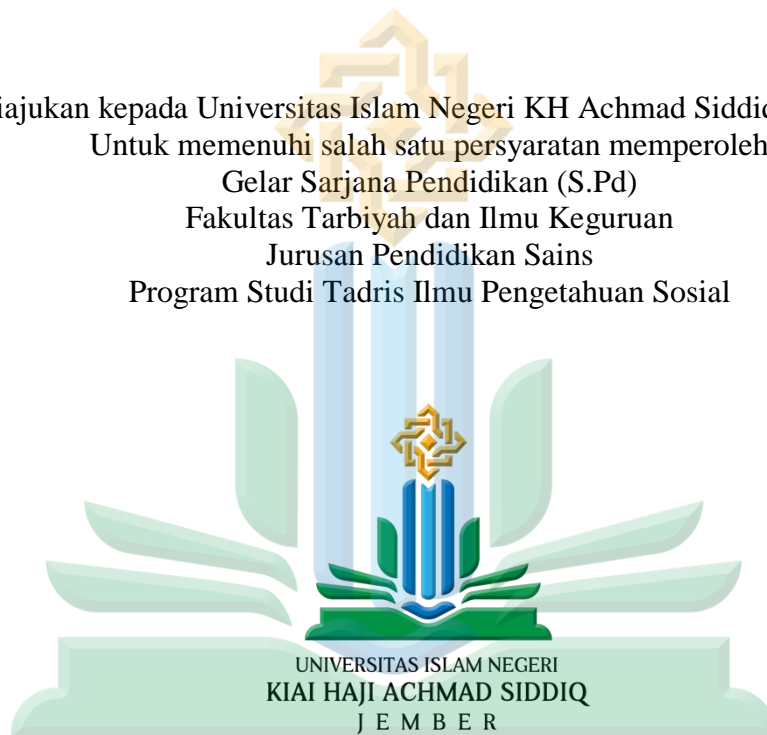 iajukan kepada Universitas Islam Negeri KH Achmad Siddiq
Untuk memenuhi salah satu persyaratan memperoleh
Gelar Sarjana Pendidikan (S.Pd)
Fakultas Tarbiyah dan Ilmu Keguruan
Jurusan Pendidikan Sains
Program Studi Tadris Ilmu Pengetahuan Sosial
UNIVERSITAS ISLAM NEGERI
KIAI HAJI ACHMAD SIDDIQ
JEMBER